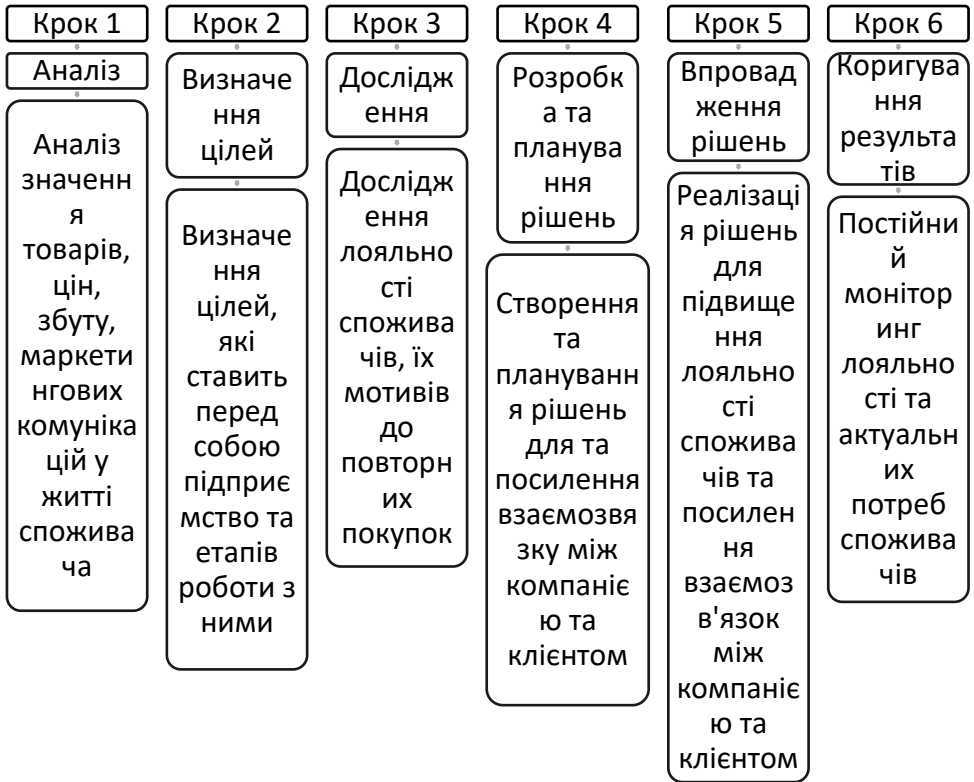 Крок 1
Аналіз
Аналіз
значенн
я
товарів,
цін,
збуту,
маркети
нгових
комуніка
цій у
житті
спожива
ча
Крок 2
Визначе
ння
цілей
Визначе
ння
цілей,
які
ставить
перед
собою
підприє
мство та
етапів
роботи з
ними
Крок 3
Дослідж
ення
Дослідж
ення
лояльно
сті
спожива
чів, їх
мотивів
до
повторн
их
покупок
Крок 4
Розробк
а та
планува
ння
рішень
Створення
та
плануванн
я рішень
для та
посилення
взаємозвя
зку між
компаніє
ю та
клієнтом
Крок 5
Впровад
ження
рішень
Реалізаці
я рішень
для
підвище
ння
лояльно
сті
спожива
чів та
посилен
ня
взаємоз
в'язок
між
компаніє
ю та
клієнтом
Крок 6
Коригува
ння
результа
тів
Постійни
й
монітор
инг
лояльно
сті та
актуальн
их
потреб
спожива
чів